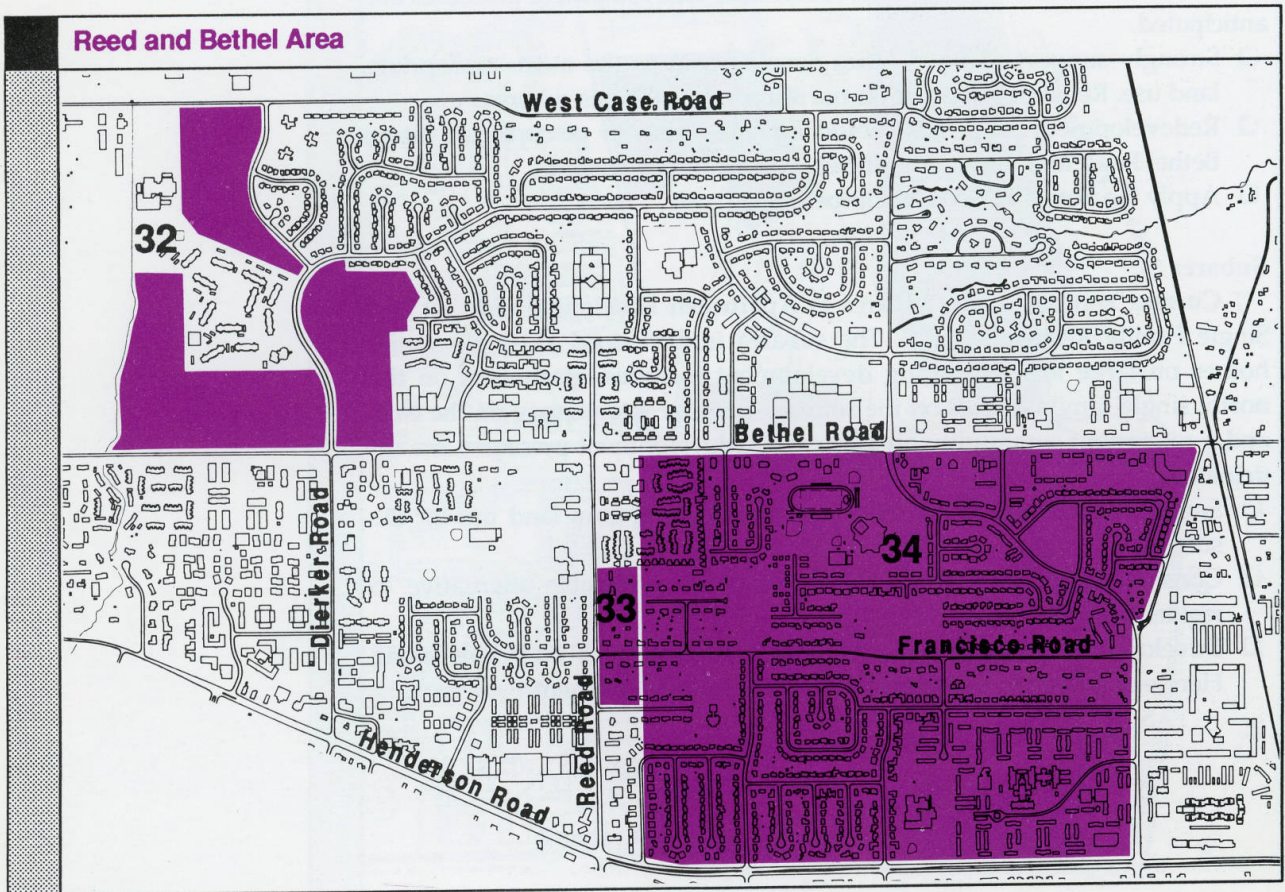 Reed and Bethel Area
West Case Road
32
Bethel Road
Dierker Road
34
33
Francisco Road
Reed Road
Henderson Road